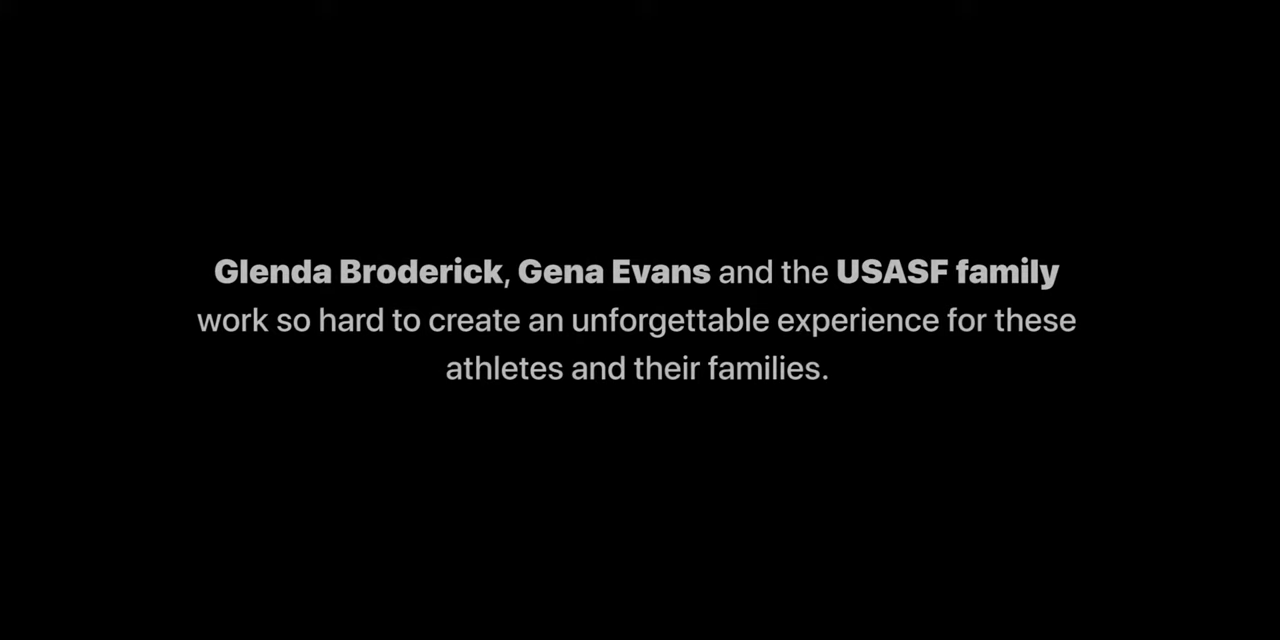 Glenda Broderick, Gena Evans and the USASF family
work so hard to create an unforgettable experience for these
athletes and their families.